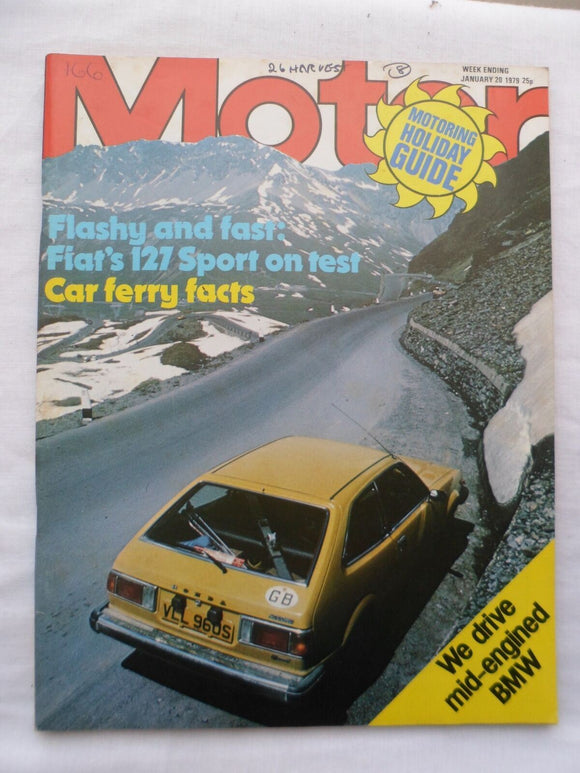 166
26 HARVEST
8
WEEK ENDING
JANUARY 20 1979 25p
Motor
MOTORING
HOLIDAY
GUIDE
Flashy and fast:
Fiat's 127 Sport on test
Car ferry facts
HONDA
GB
VLL 960S
We drive
mid-engined
BMW